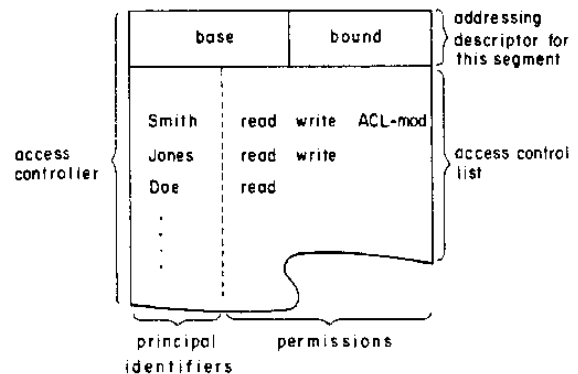 base bound
addressing
descriptor for
this segment
Smith read write ACL-mod
Jones read write
Doe read
access
controller
access control
list
principal
identifiers
permissions